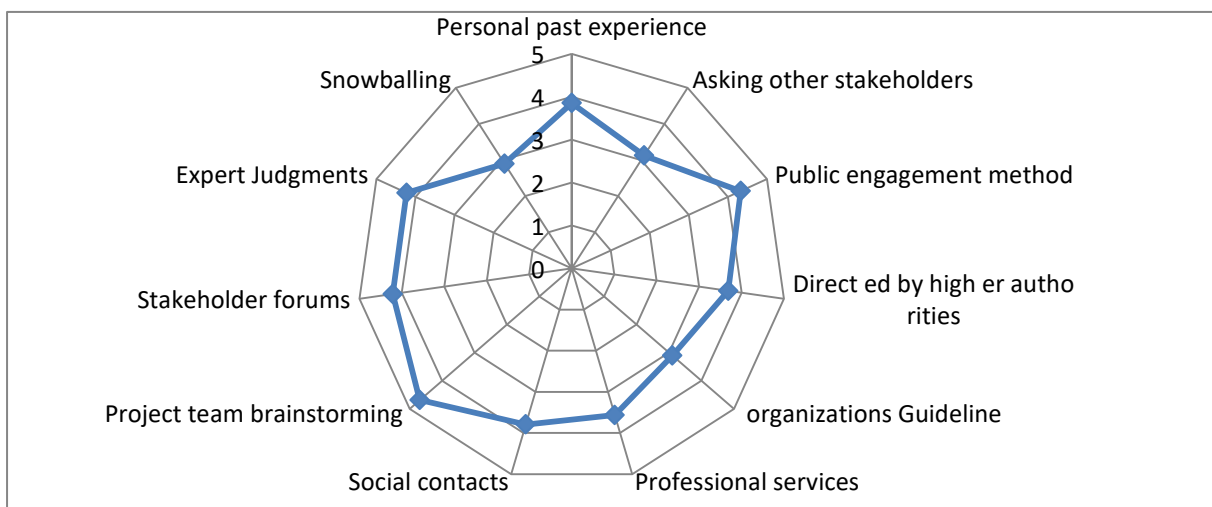 Personal past experience
5
Snowballing
Asking other stakeholders
4
3
Expert Judgments
Public engagement method
2
1
0
Direct ed by high er autho
rities
Stakeholder forums
Project team brainstorming
organizations Guideline
Social contacts
Professional services